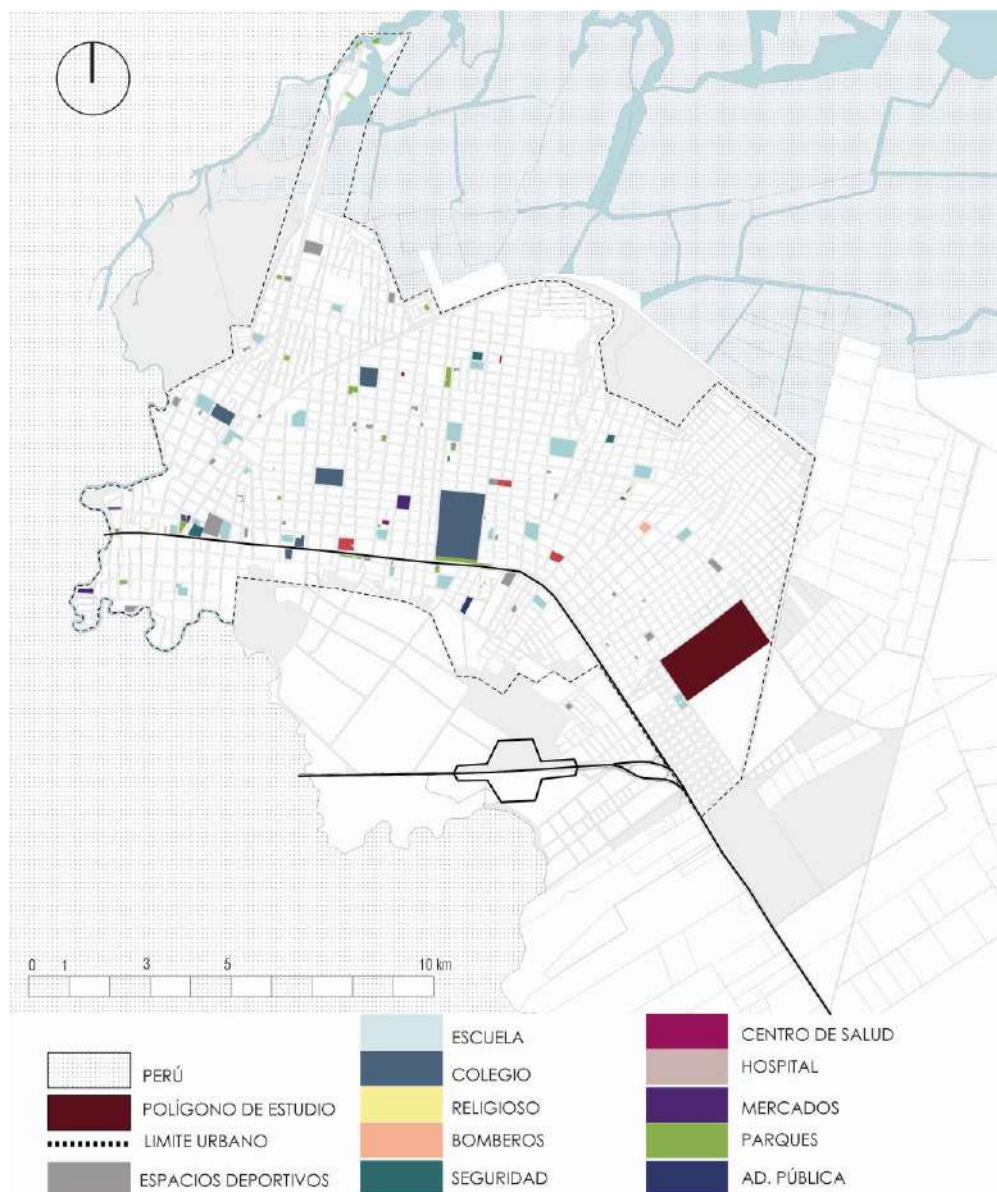 0 1 3 5 10 km
PERÚ
POLÍGONO DE ESTUDIO
LIMITE URBANO
ESPACIOS DEPORTIVOS
ESCUELA
COLEGIO
RELIGIOSO
BOMBEROS
SEGURIDAD
CENTRO DE SALUD
HOSPITAL
MERCADOS
PARQUES
AD. PÚBLICA